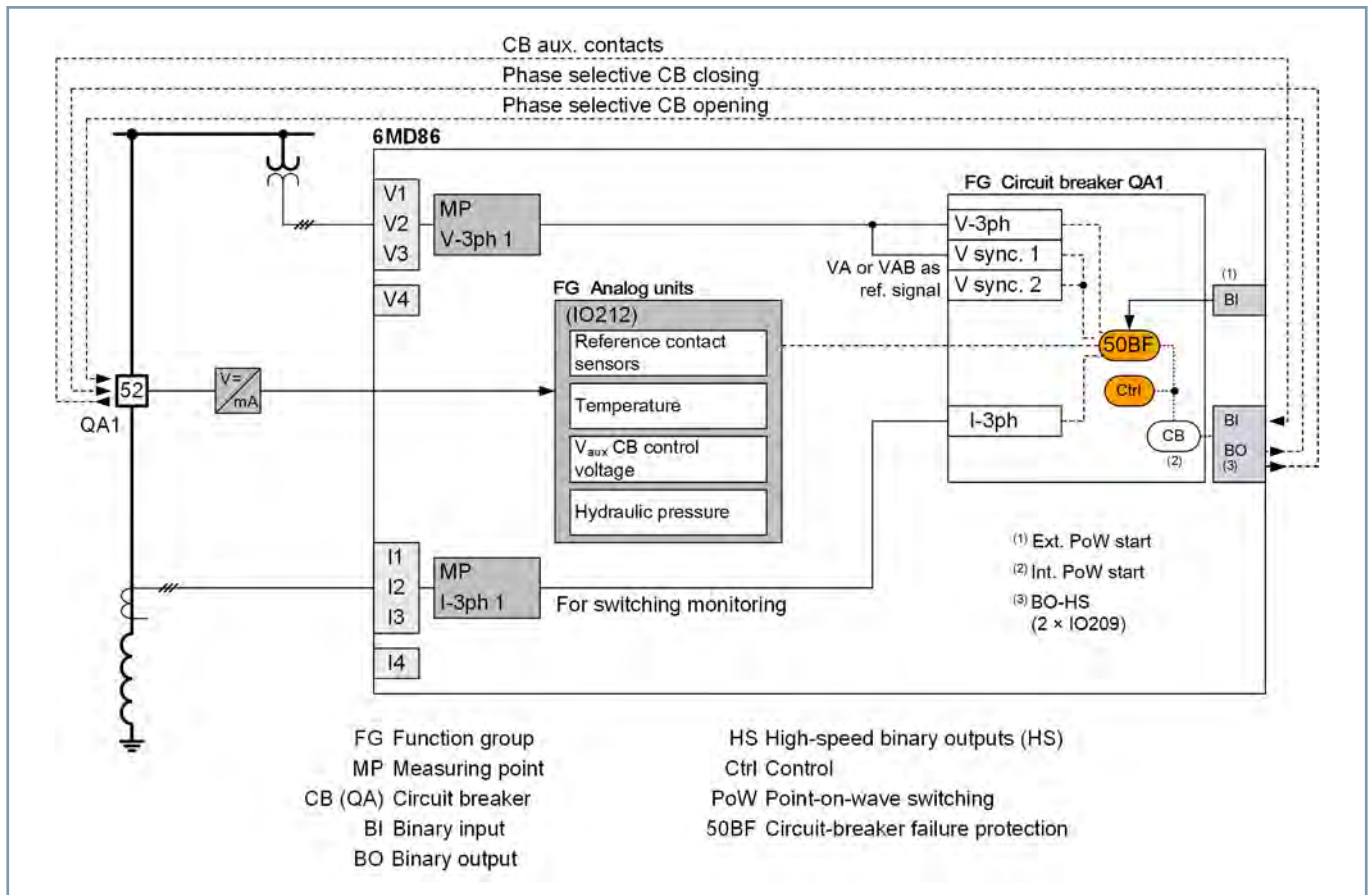 CB aux. contacts
Phase selective CB closing
Phase selective CB opening
6MD86
V1
V2
V3
MP
V-3ph 1
V4
FG Analog units
(IO212)
Reference contact
sensors
Temperature
Vaux CB control
voltage
Hydraulic pressure
FG Circuit breaker QA1
V-3ph
V sync. 1
V sync. 2
VA or VAB as
ref. signal
(1)
BI
50BF
Ctrl
I-3ph
CB
(2)
BI
BO
(3)
52
QA1
V=
mA
I1
I2
I3
MP
I-3ph 1
For switching monitoring
I4
(1) Ext. PoW start
(2) Int. PoW start
(3) BO-HS
(2 × IO209)
FG Function group
MP Measuring point
CB (QA) Circuit breaker
BI Binary input
BO Binary output
HS High-speed binary outputs (HS)
Ctrl Control
PoW Point-on-wave switching
50BF Circuit-breaker failure protection